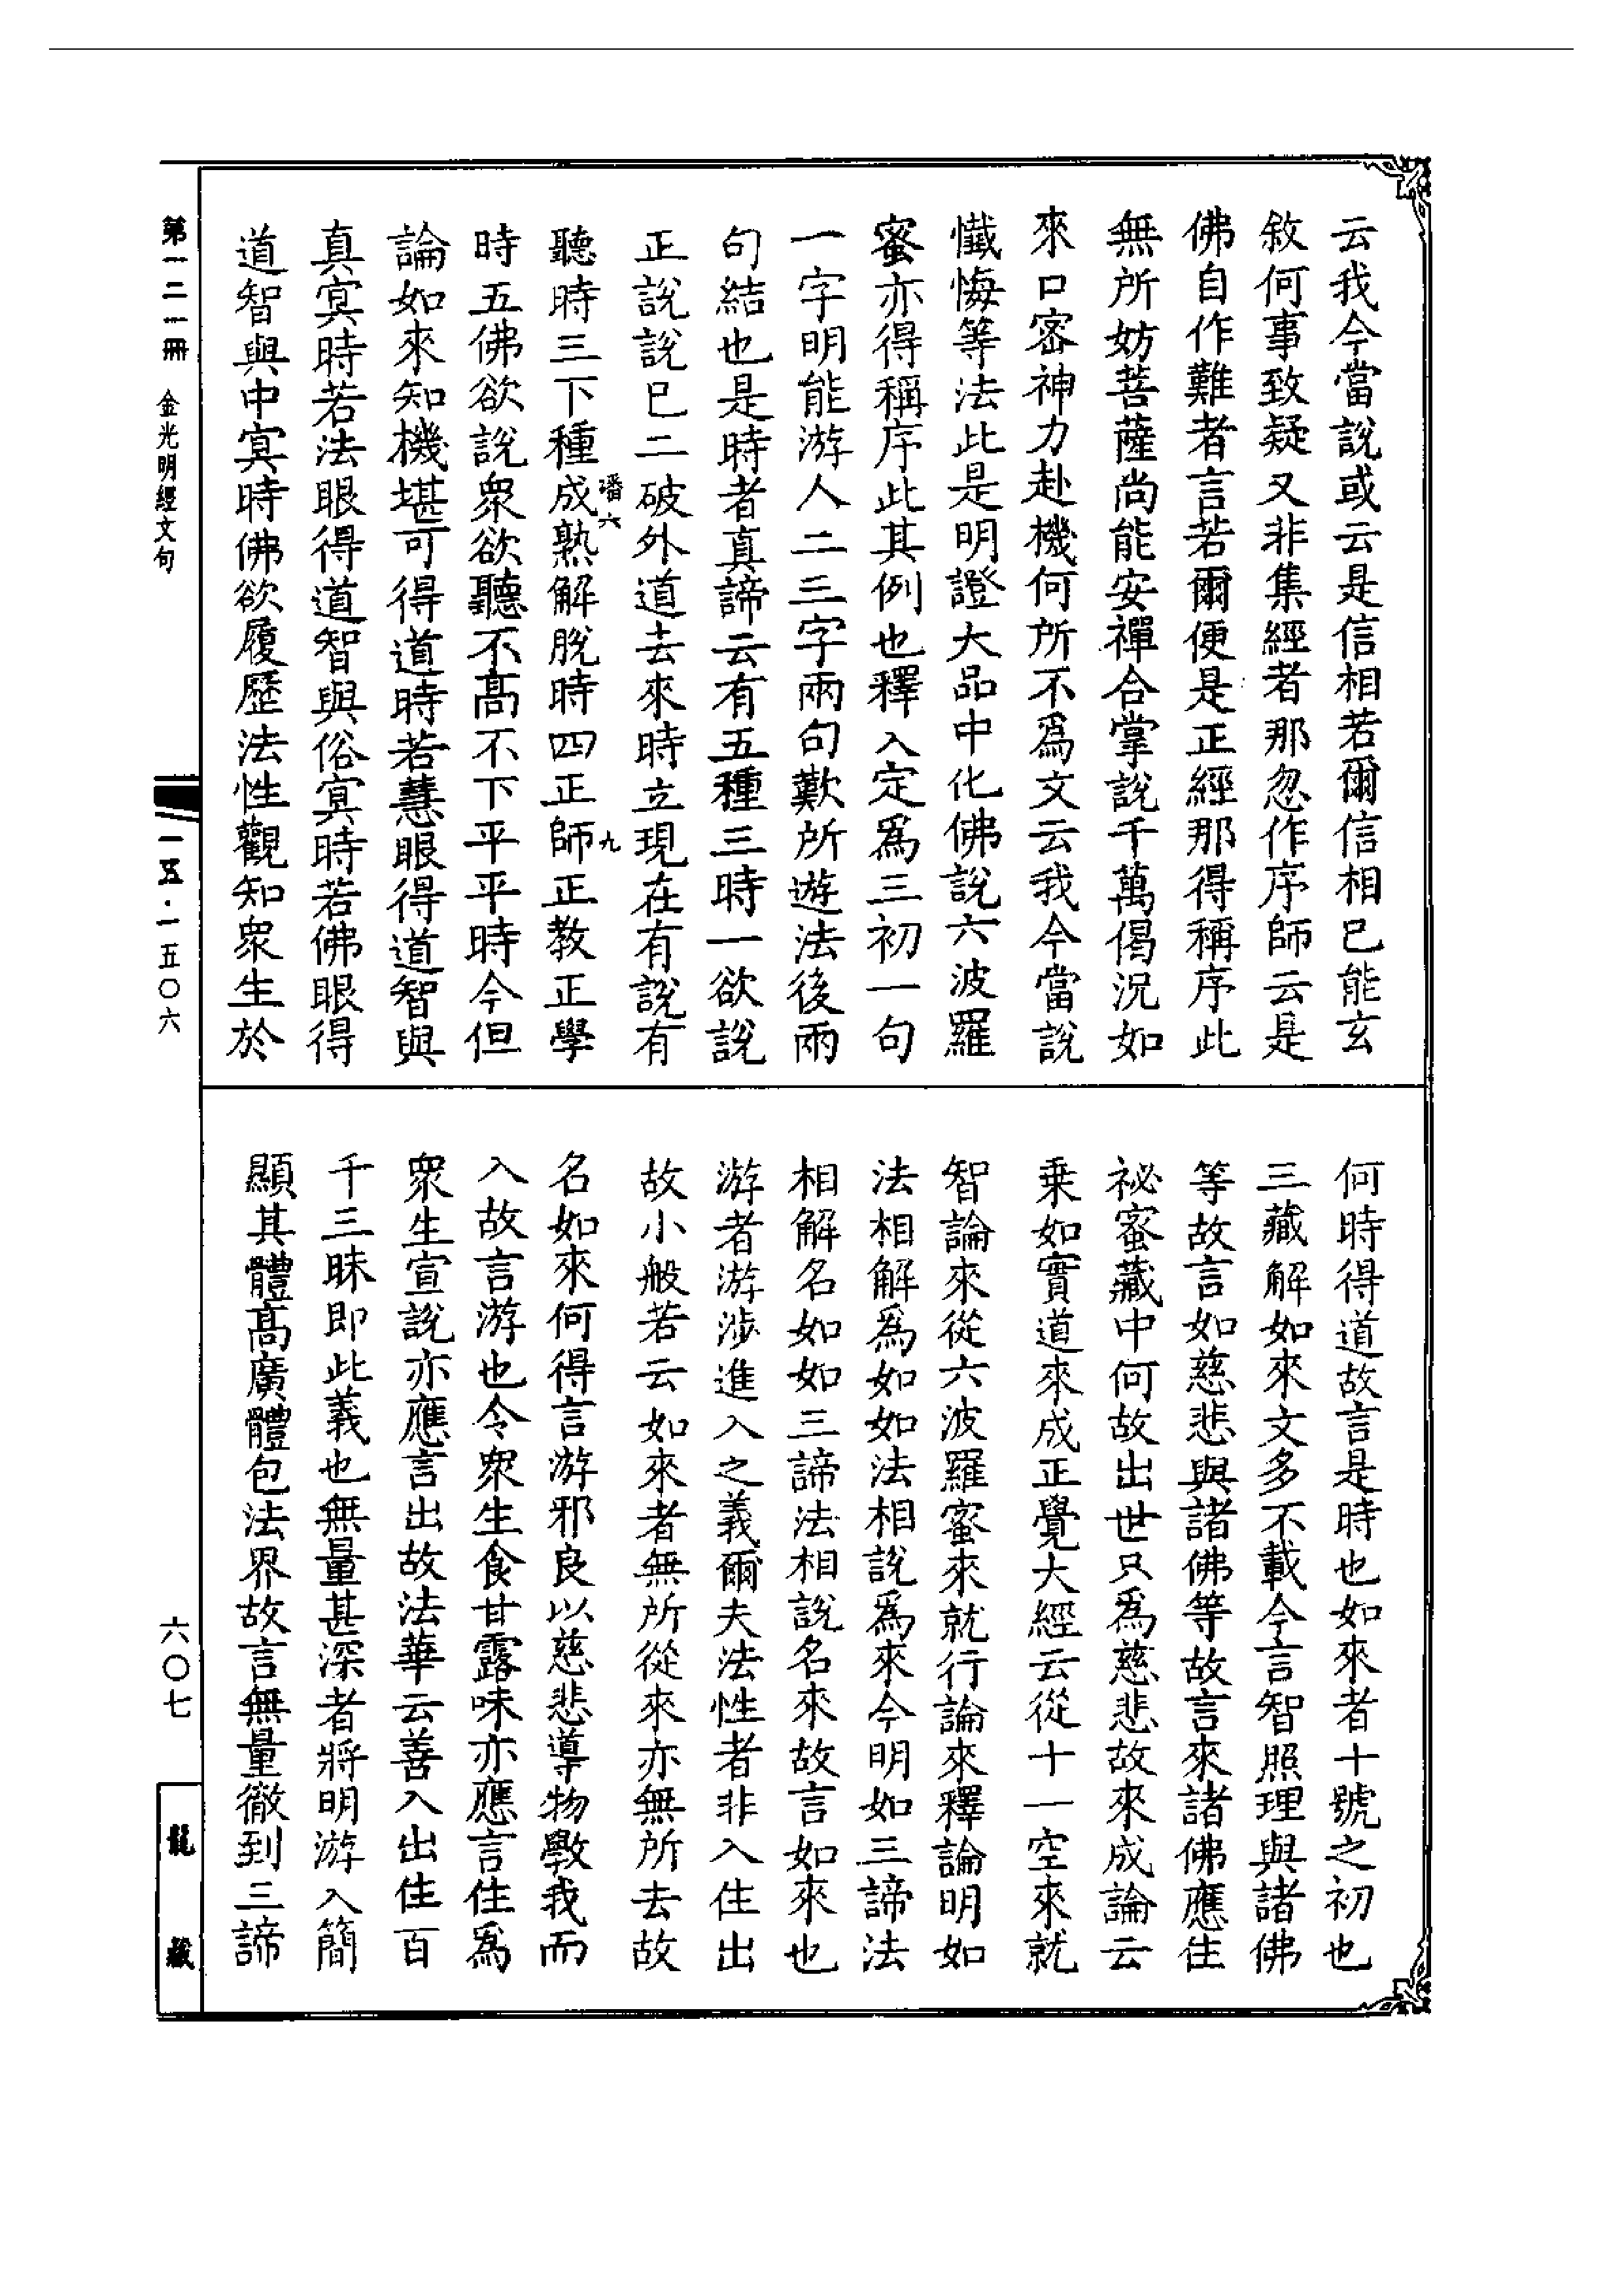 云我今當說或云是信相若爾信相已能玄
敘何事致疑又非集經者那忽作序師云是
佛自作難者言若爾便是正經那得稱序此
無所妨菩薩尚能安禪合掌說千萬偈況如
來口密神力赴機何所不爲文云我今當說
懺悔等法此是明證大品中化佛說六波羅
蜜亦得稱序此其例也釋入定爲三初一句
一字明能游人二三字兩句歎所遊法後兩
句結也是時者真諦云有五種三時一欲說
正說說已二破外道去來時立現在有說有
聽時三下種成熟解脫時四正師正教正學
時五佛欲說衆欲聽不高不下平平時今但
論如來知機堪可得道時若慧眼得道智與
真冥時若法眼得道智與俗冥時若佛眼得
道智與中冥時佛欲履歷法性觀知衆生於
何時得道故言是時也如來者十號之初也
三藏解如來文多不載今言智照理與諸佛
等故言如慈悲與諸佛等故言來諸佛應住
祕蜜藏中何故出世只爲慈悲故來成論云
乗如實道來成正覺大經云從十一空來就
智論來從六波羅蜜來就行論來釋論明如
法相解爲如如法相說爲來今明如三諦法
相解名如如三諦法相說名來故言如來也
游者游涉進入之義爾夫法性者非入住出
故小般若云如來者無所從來亦無所去故
名如來何得言游邪良以慈悲導物斆我而
入故言游也令衆生食甘露味亦應言住爲
衆生宣說亦應言出故法華云善入出住百
千三昧即此義也無量甚深者將明游入簡
顯其體高廣體包法界故言無量徹到三諦
璠六
九
第一二一冊 金光明經文句
一五·一五〇六
六〇七
龍藏